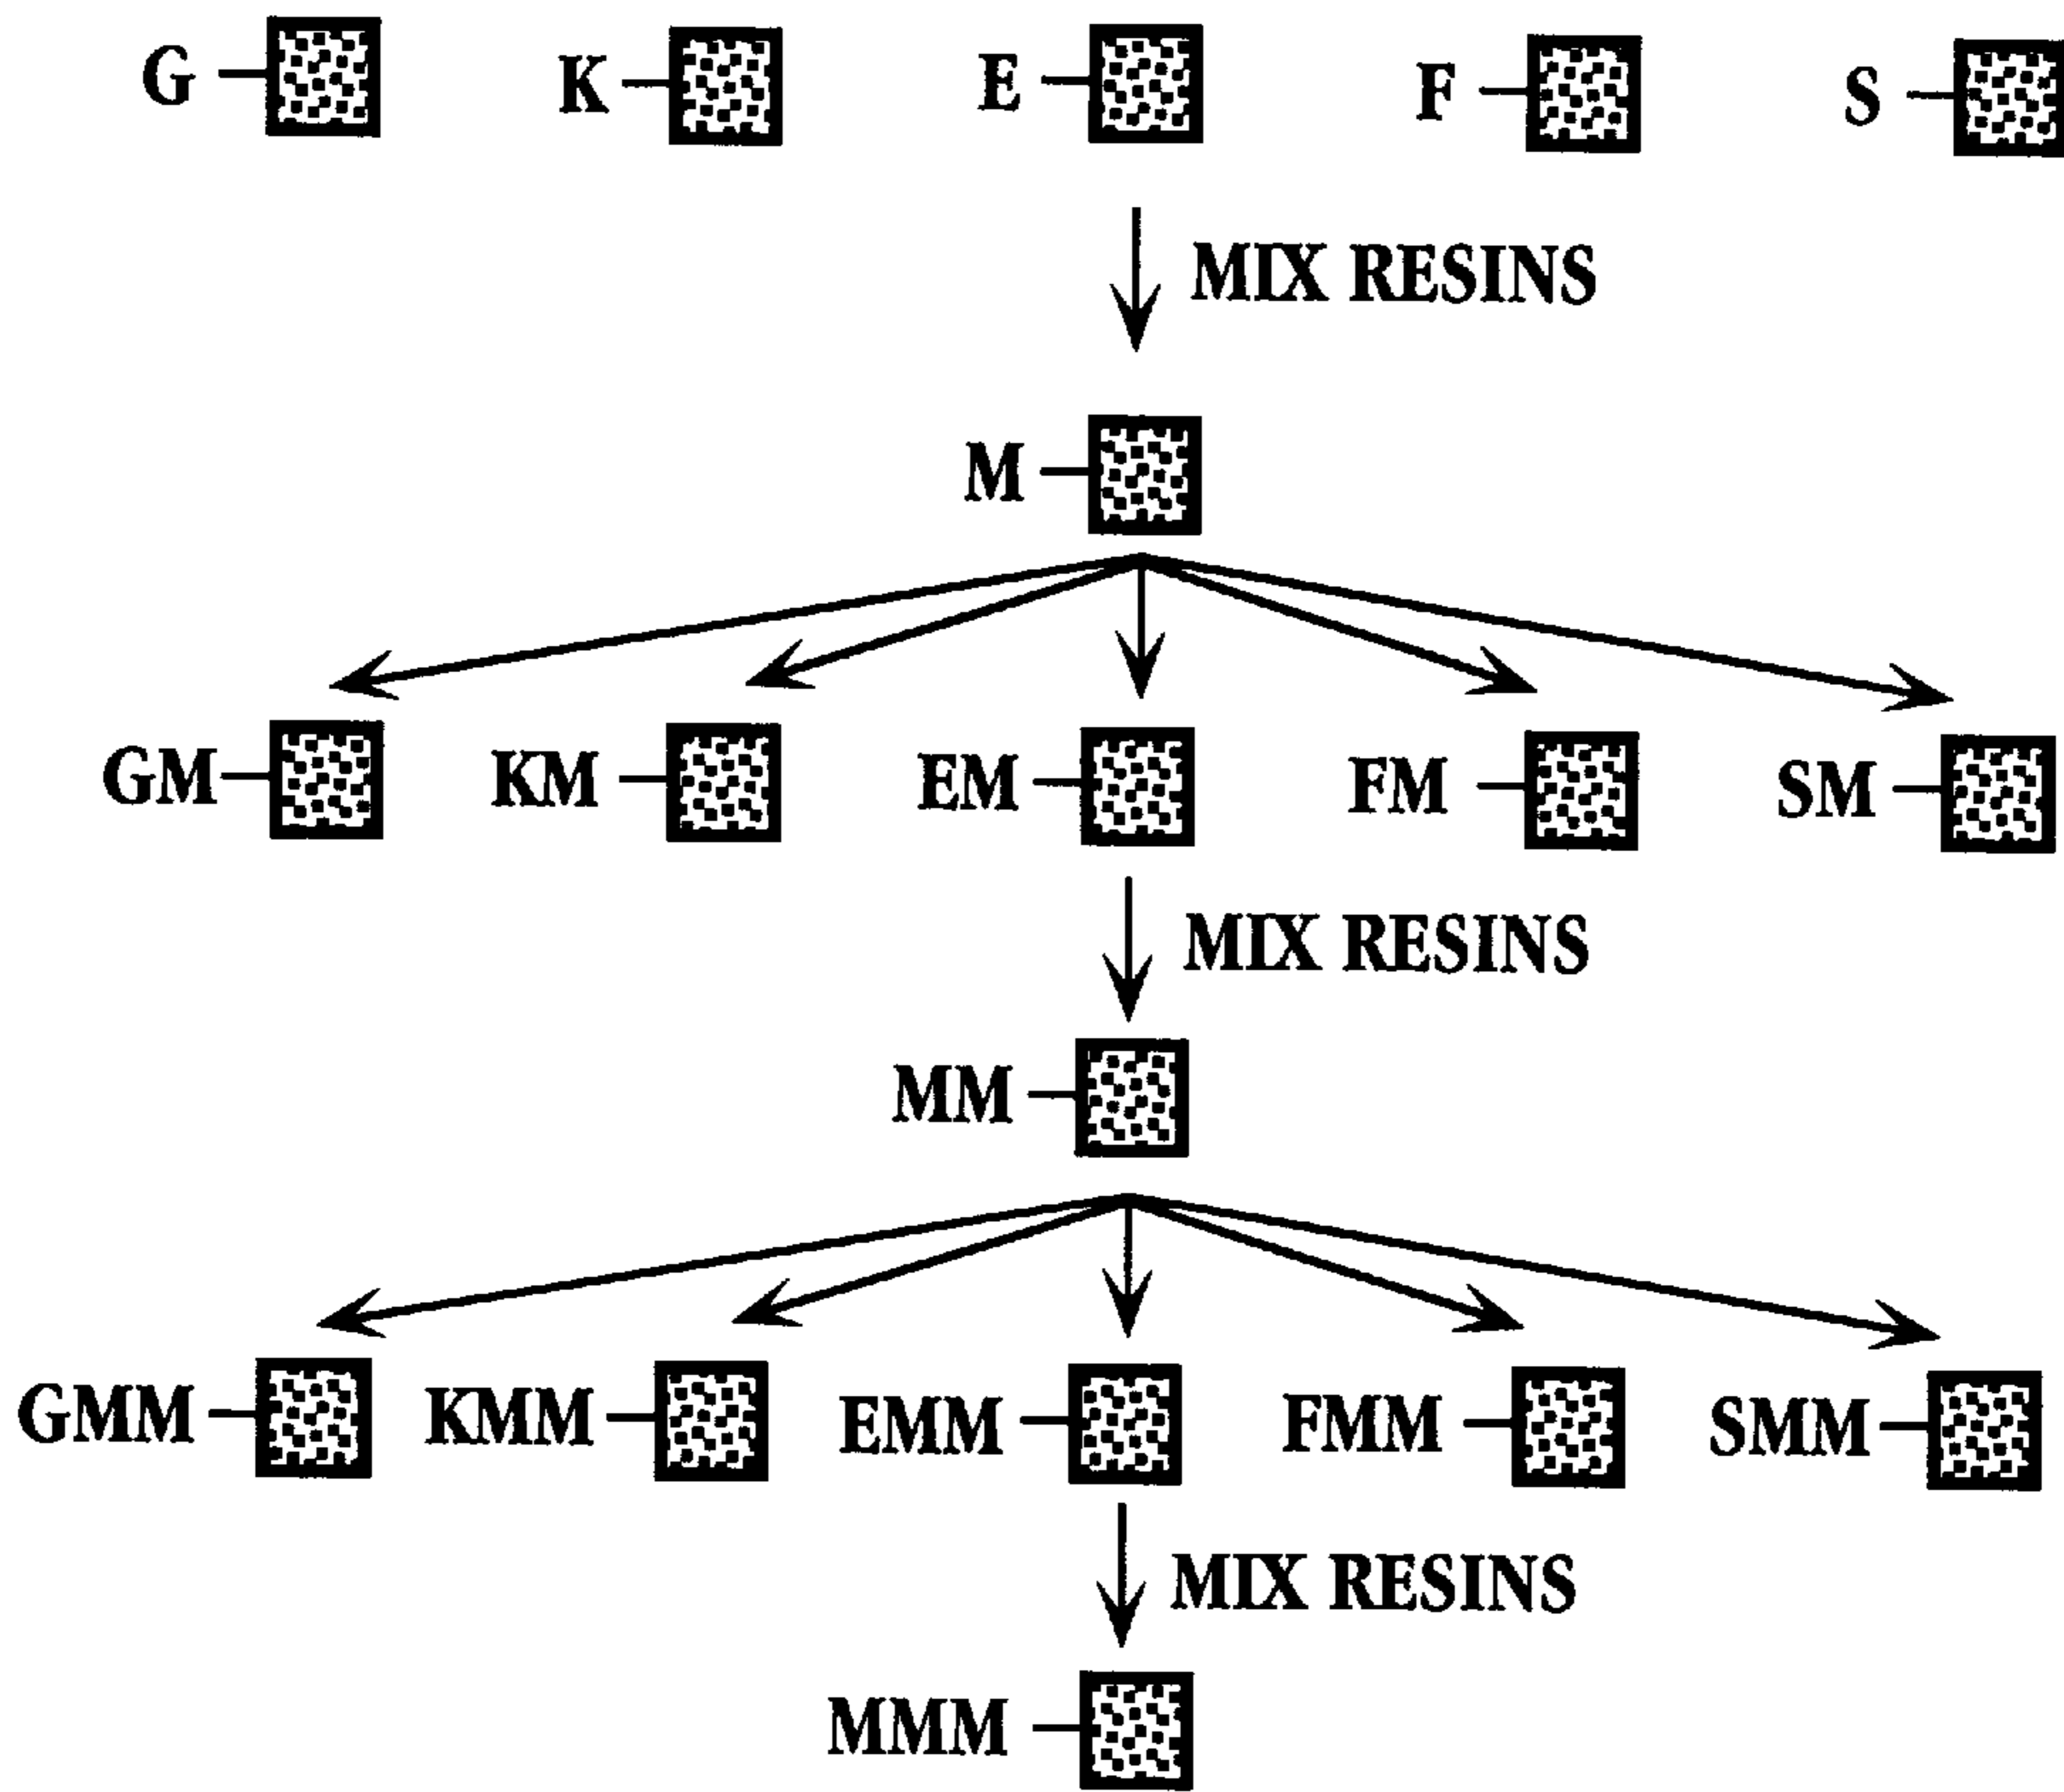 G K E F S
MIX RESINS
M
GM KM EM FM SM
MIX RESINS
MM
GMM KMM EMM FMM SMM
MIX RESINS
MMM